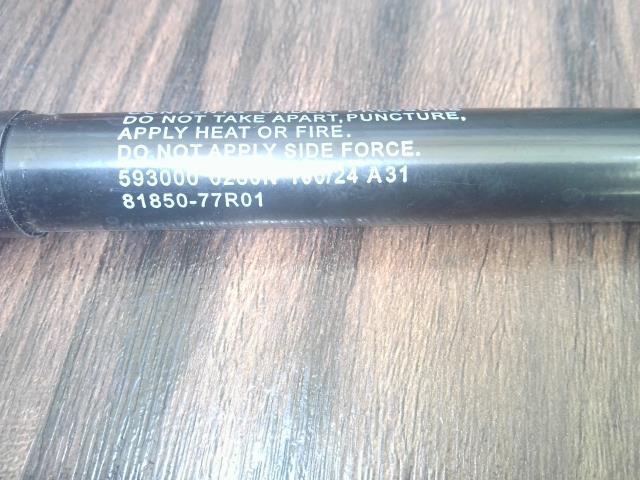 DO NOT TAKE APART,PUNCTURE,
APPLY HEAT OR FIRE.
DO NOT APPLY SIDE FORCE.
593000 A31
81850-77R01